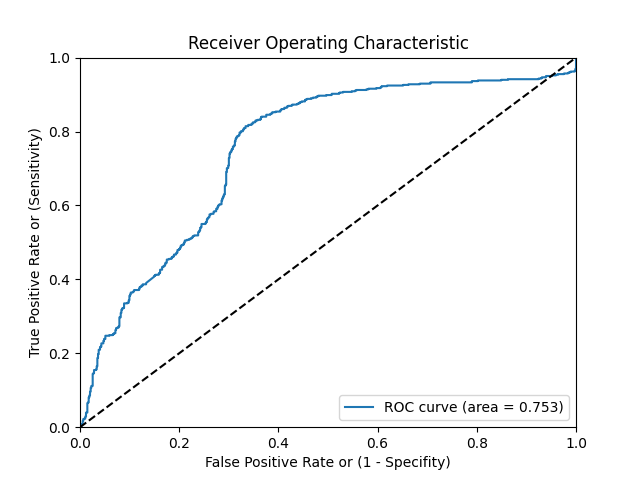 Receiver Operating Characteristic
True Positive Rate or (Sensitivity)
1.0
0.8
0.6
0.4
0.2
0.0
ROC curve (area = 0.753)
0.0 0.2 0.4 0.6 0.8 1.0
False Positive Rate or (1 - Specifity)